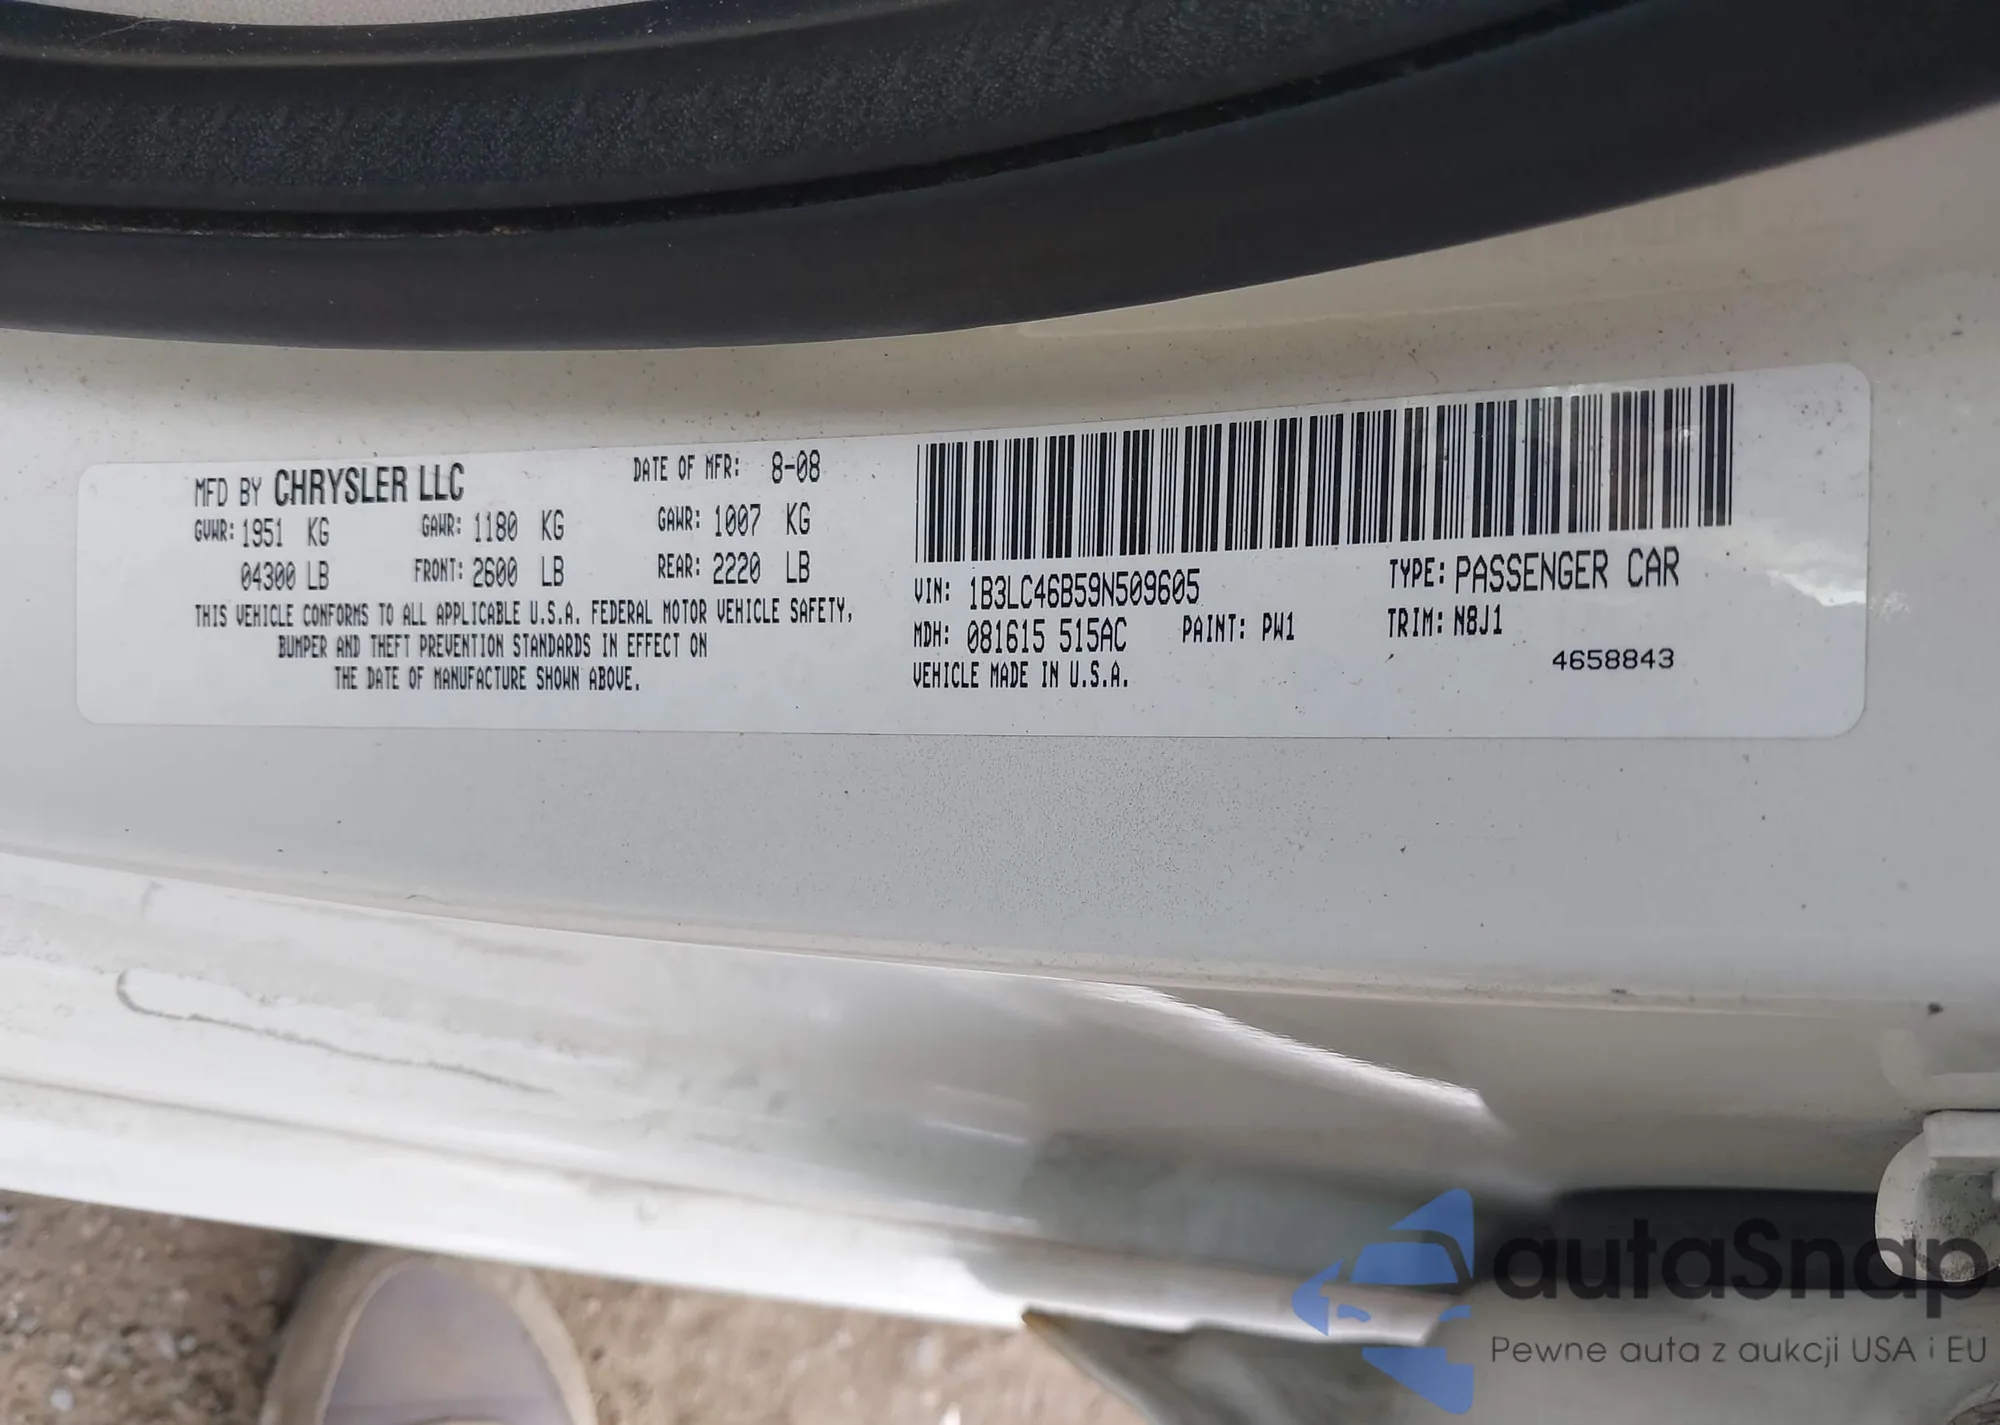 MFD BY CHRYSLER LLC DATE OF MFR: 8-08
GVWR: 1951 KG GAWR: 1180 KG GAWR: 1007 KG
04300 LB FRONT: 2600 LB REAR: 2220 LB
THIS VEHICLE CONFORMS TO ALL APPLICABLE U.S.A. FEDERAL MOTOR VEHICLE SAFETY,
BUMPER AND THEFT PREVENTION STANDARDS IN EFFECT ON
THE DATE OF MANUFACTURE SHOWN ABOVE.
VIN: 1B3LC46B59N509605 TYPE: PASSENGER CAR
MDH: 081615 515AC PAINT: PW1 TRIM: N8J1
VEHICLE MADE IN U.S.A. 4658843
autaSnap
Pewne auta z aukcji USA i EU